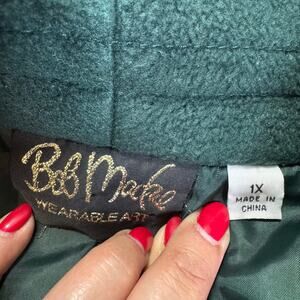 Bob Mackie
WEARABLE ART
1X
MADE IN
CHINA